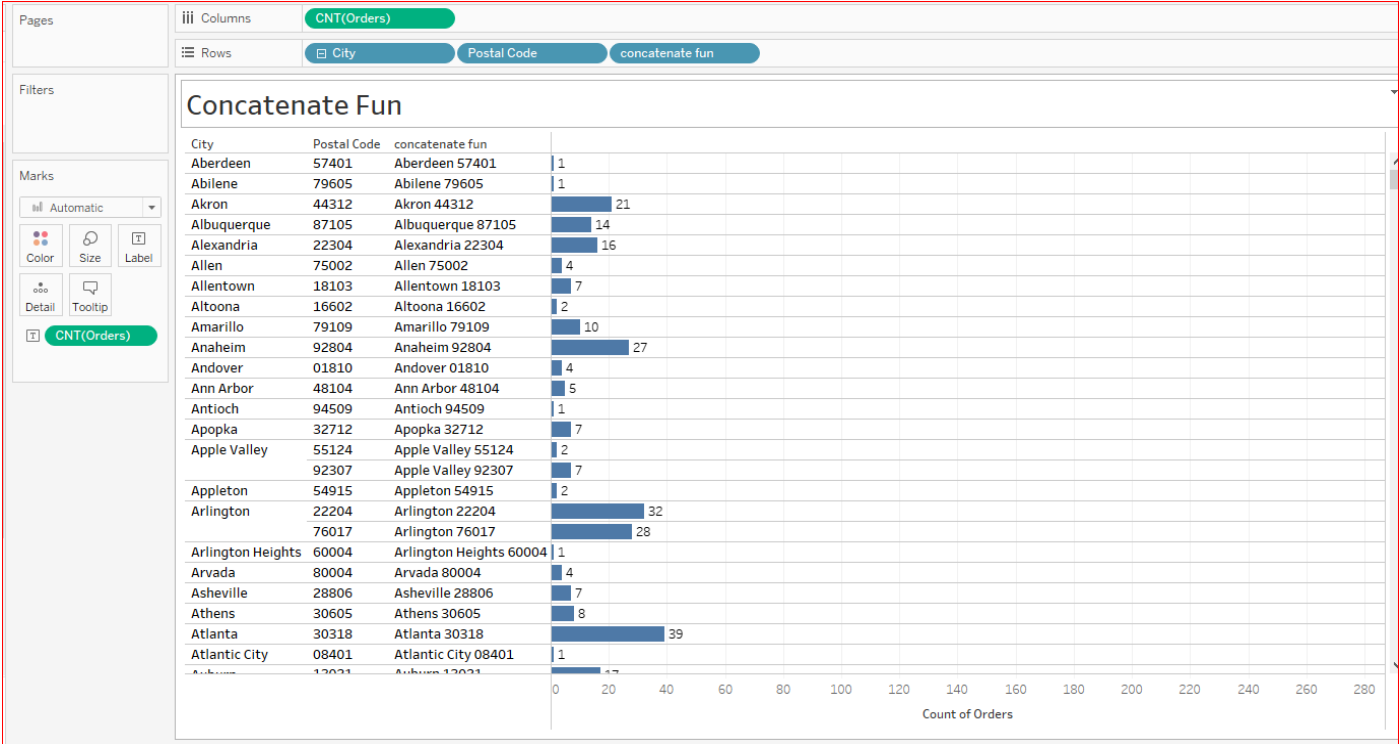 Pages
Columns CNT(Orders)
Rows City Postal Code concatenate fun
Filters
Marks
Automatic
Color Size Label
Detail Tooltip
CNT(Orders)
Concatenate Fun
City Postal Code concatenate fun
Aberdeen 57401 Aberdeen 57401 1
Abilene 79605 Abilene 79605 1
Akron 44312 Akron 44312 21
Albuquerque 87105 Albuquerque 87105 14
Alexandria 22304 Alexandria 22304 16
Allen 75002 Allen 75002 4
Allentown 18103 Allentown 18103 7
Altoona 16602 Altoona 16602 2
Amarillo 79109 Amarillo 79109 10
Anaheim 92804 Anaheim 92804 27
Andover 01810 Andover 01810 4
Ann Arbor 48104 Ann Arbor 48104 5
Antioch 94509 Antioch 94509 1
Apopka 32712 Apopka 32712 7
Apple Valley 55124 Apple Valley 55124 2
92307 Apple Valley 92307 7
Appleton 54915 Appleton 54915 2
Arlington 22204 Arlington 22204 32
76017 Arlington 76017 28
Arlington Heights 60004 Arlington Heights 60004 1
Arvada 80004 Arvada 80004 4
Asheville 28806 Asheville 28806 7
Athens 30605 Athens 30605 8
Atlanta 30318 Atlanta 30318 39
Atlantic City 08401 Atlantic City 08401 1
Auburn 13021 Auburn 13021 17
0 20 40 60 80 100 120 140 160 180 200 220 240 260 280
Count of Orders